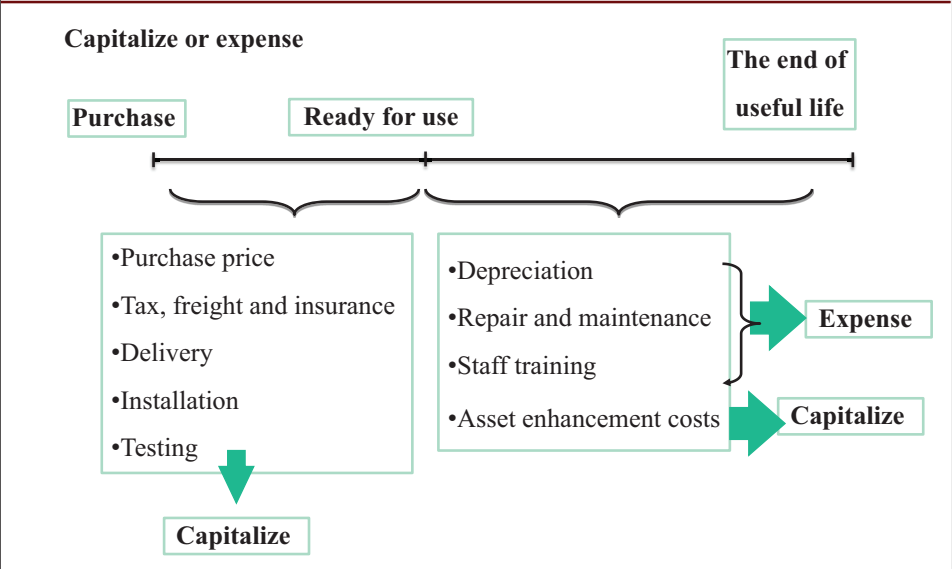 Capitalize or expense
Purchase
Ready for use
The end of
useful life
•Purchase price
•Tax, freight and insurance
•Delivery
•Installation
•Testing
Capitalize
•Depreciation
•Repair and maintenance
•Staff training
•Asset enhancement costs
Expense
Capitalize